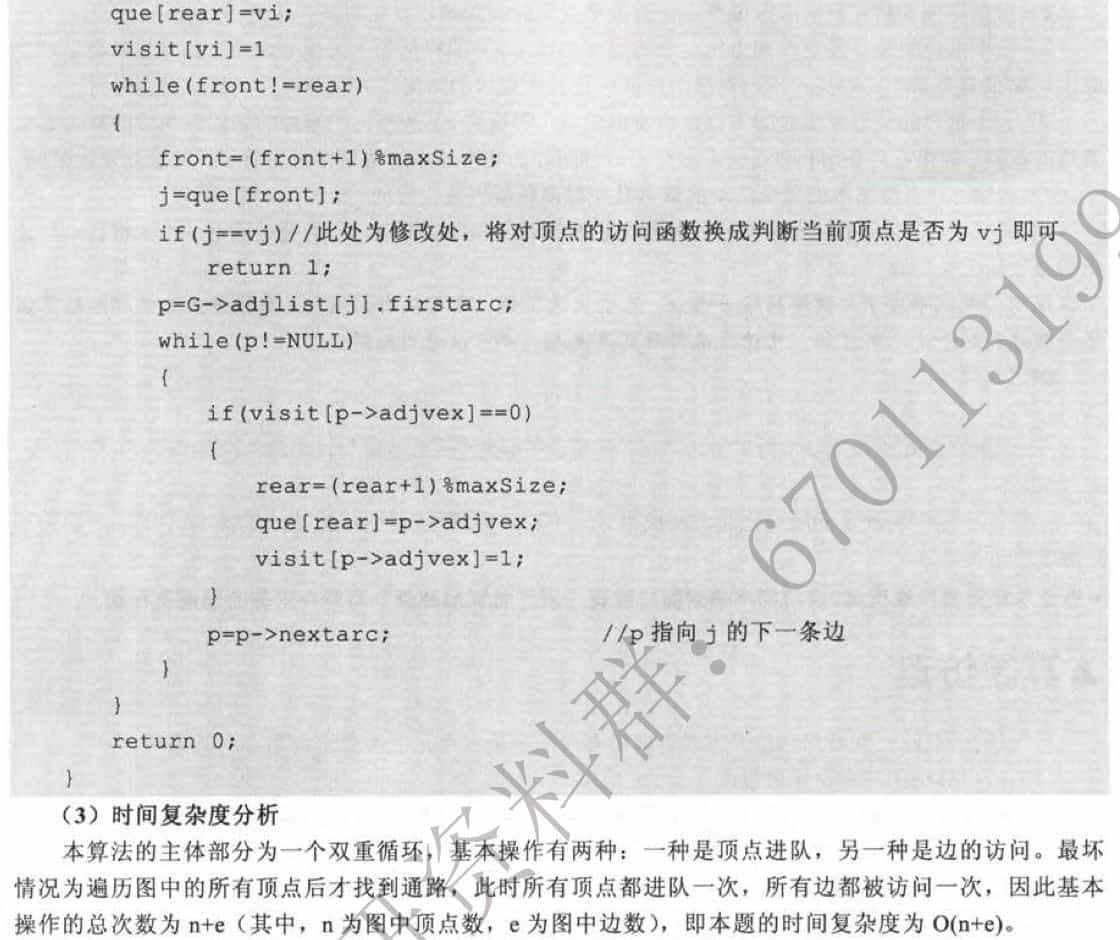 que[rear]=vi;
visit[vi]=1
while(front!=rear)
{
front=(front+1)%maxSize;
j=que[front];
if(j==vj)//此处为修改处，将对顶点的访问函数换成判断当前顶点是否为 vj 即可
return 1;
p=G->adjlist[j].firstarc;
while(p!=NULL)
{
if(visit[p->adjvex]==0)
{
rear=(rear+1)%maxSize;
que[rear]=p->adjvex;
visit[p->adjvex]=1;
}
p=p->nextarc; //p 指向 j 的下一条边
}
}
return 0;
}
（3）时间复杂度分析
本算法的主体部分为一个双重循环，基本操作有两种：一种是顶点进队，另一种是边的访问。最坏
情况为遍历图中的所有顶点后才找到通路，此时所有顶点都进队一次，所有边都被访问一次，因此基本
操作的总次数为 n+e（其中，n 为图中顶点数，e 为图中边数），即本题的时间复杂度为 O(n+e)。
资料群：67011319